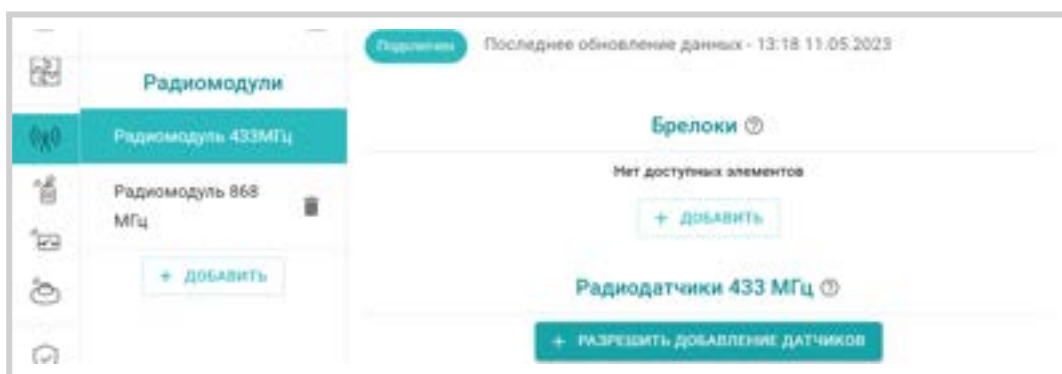 Подключен
Последнее обновление данных - 13:18 11.05.2023
Радиомодули
Радиомодуль 433МГц
Радиомодуль 868
МГц
+ ДОБАВИТЬ
Брелоки
Нет доступных элементов
+ ДОБАВИТЬ
Радиодатчики 433 МГц
+ РАЗРЕШИТЬ ДОБАВЛЕНИЕ ДАТЧИКОВ